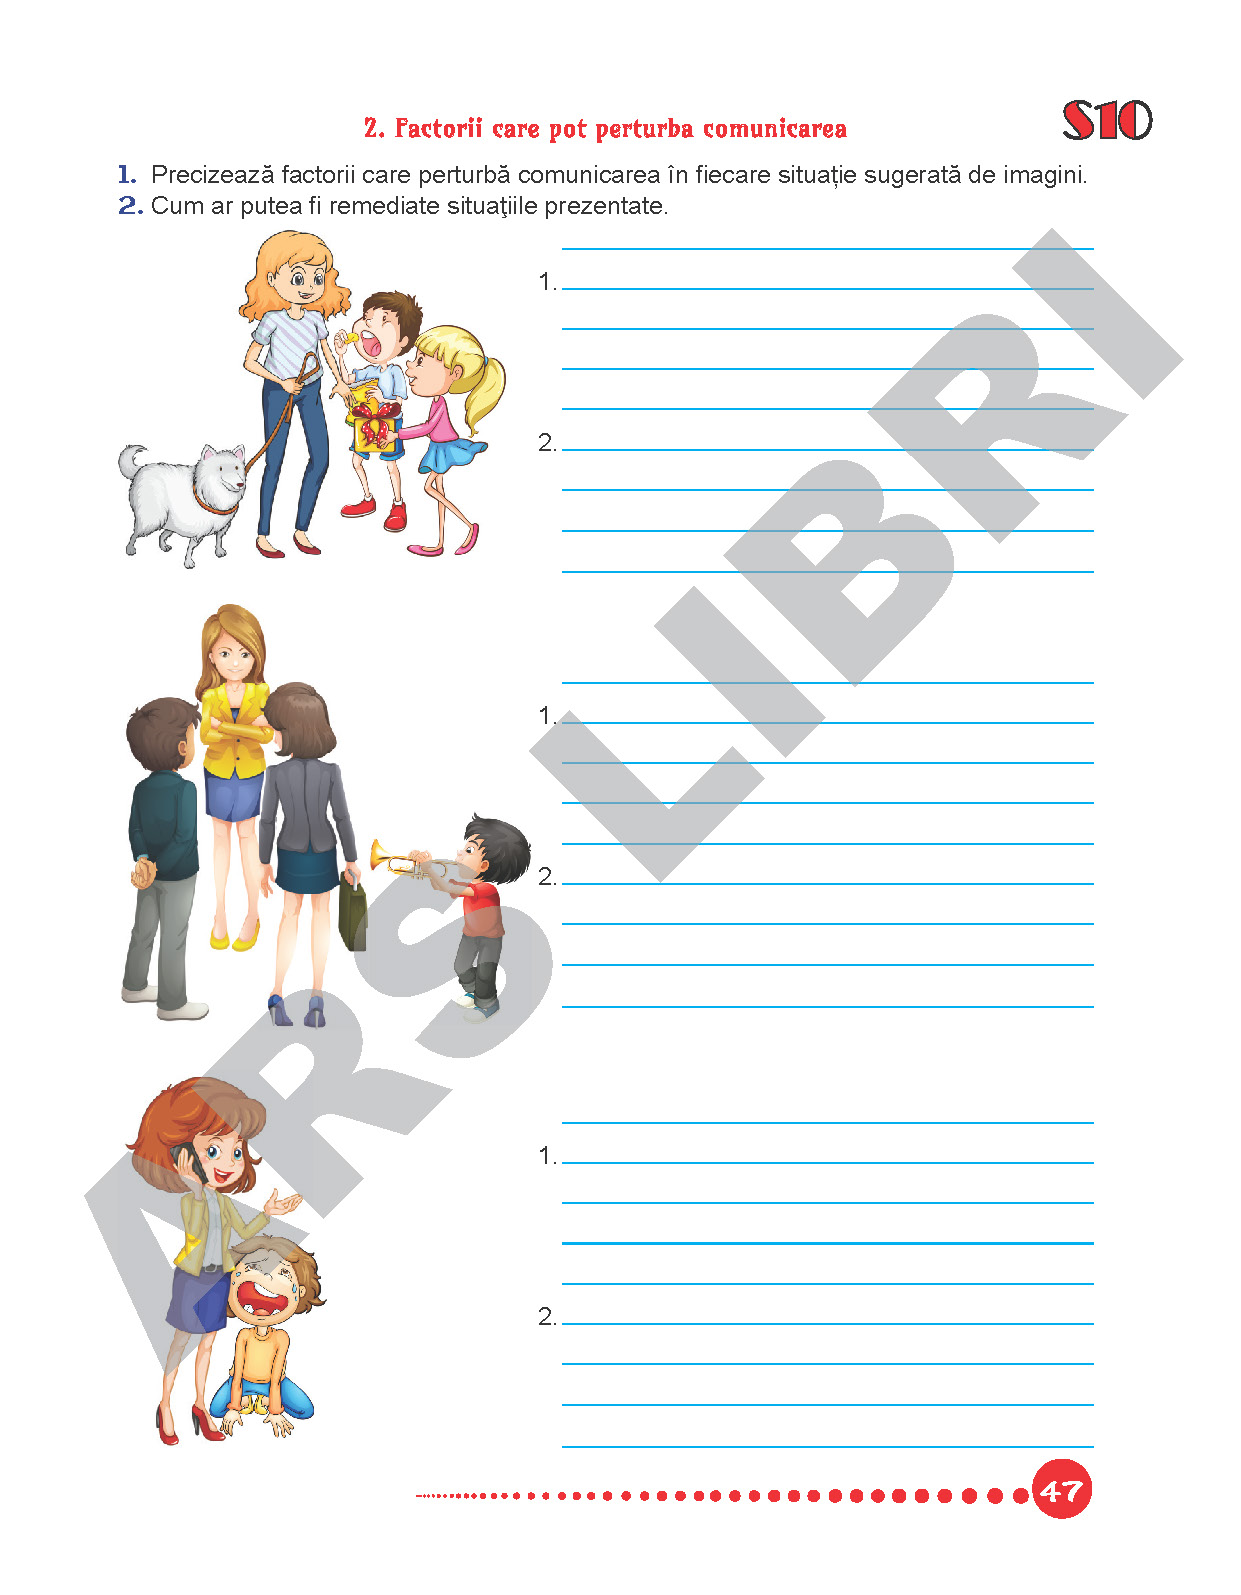 S10
2. Factorii care pot perturba comunicarea
1. Precizează factorii care perturbă comunicarea în fiecare situație sugerată de imagini.
2. Cum ar putea fi remediate situaţiile prezentate.
1.
2.
1.
2.
1.
2.
ARS LIBRI
47